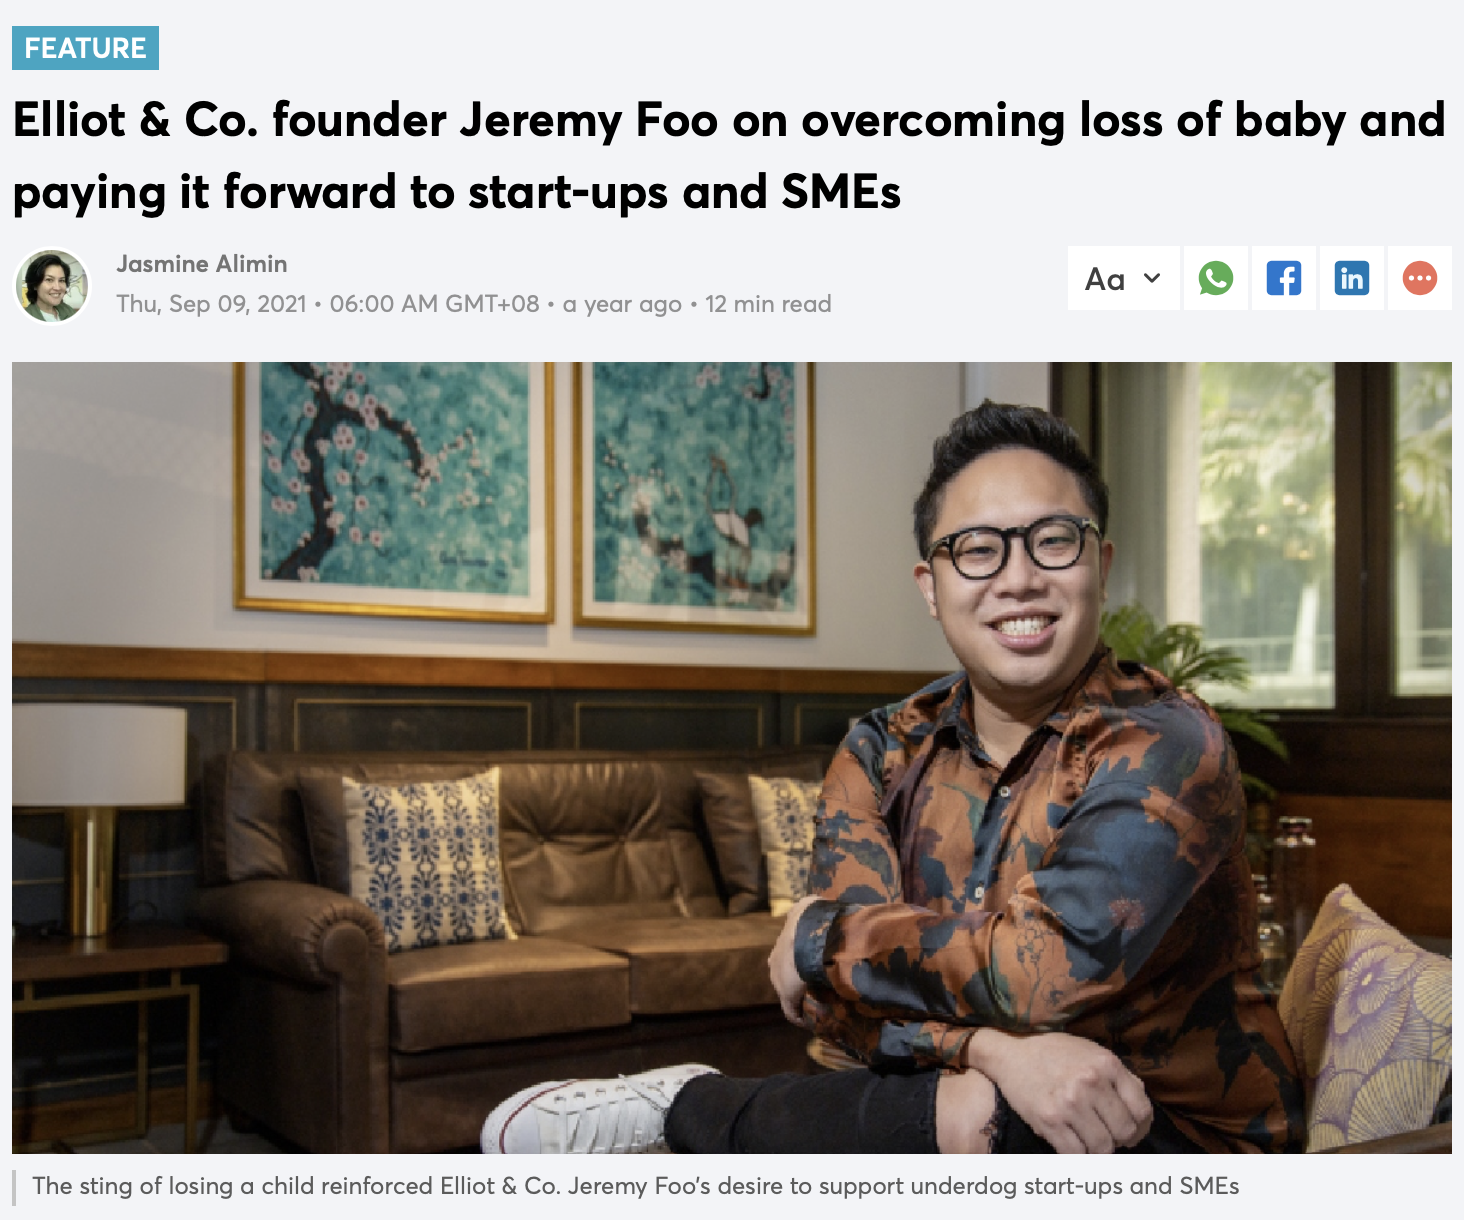 FEATURE
Elliot & Co. founder Jeremy Foo on overcoming loss of baby and
paying it forward to start-ups and SMEs
Jasmine Alimin
Thu, Sep 09, 2021 • 06:00 AM GMT+08 • a year ago • 12 min read
Aa
in
The sting of losing a child reinforced Elliot & Co. Jeremy Foo's desire to support underdog start-ups and SMEs